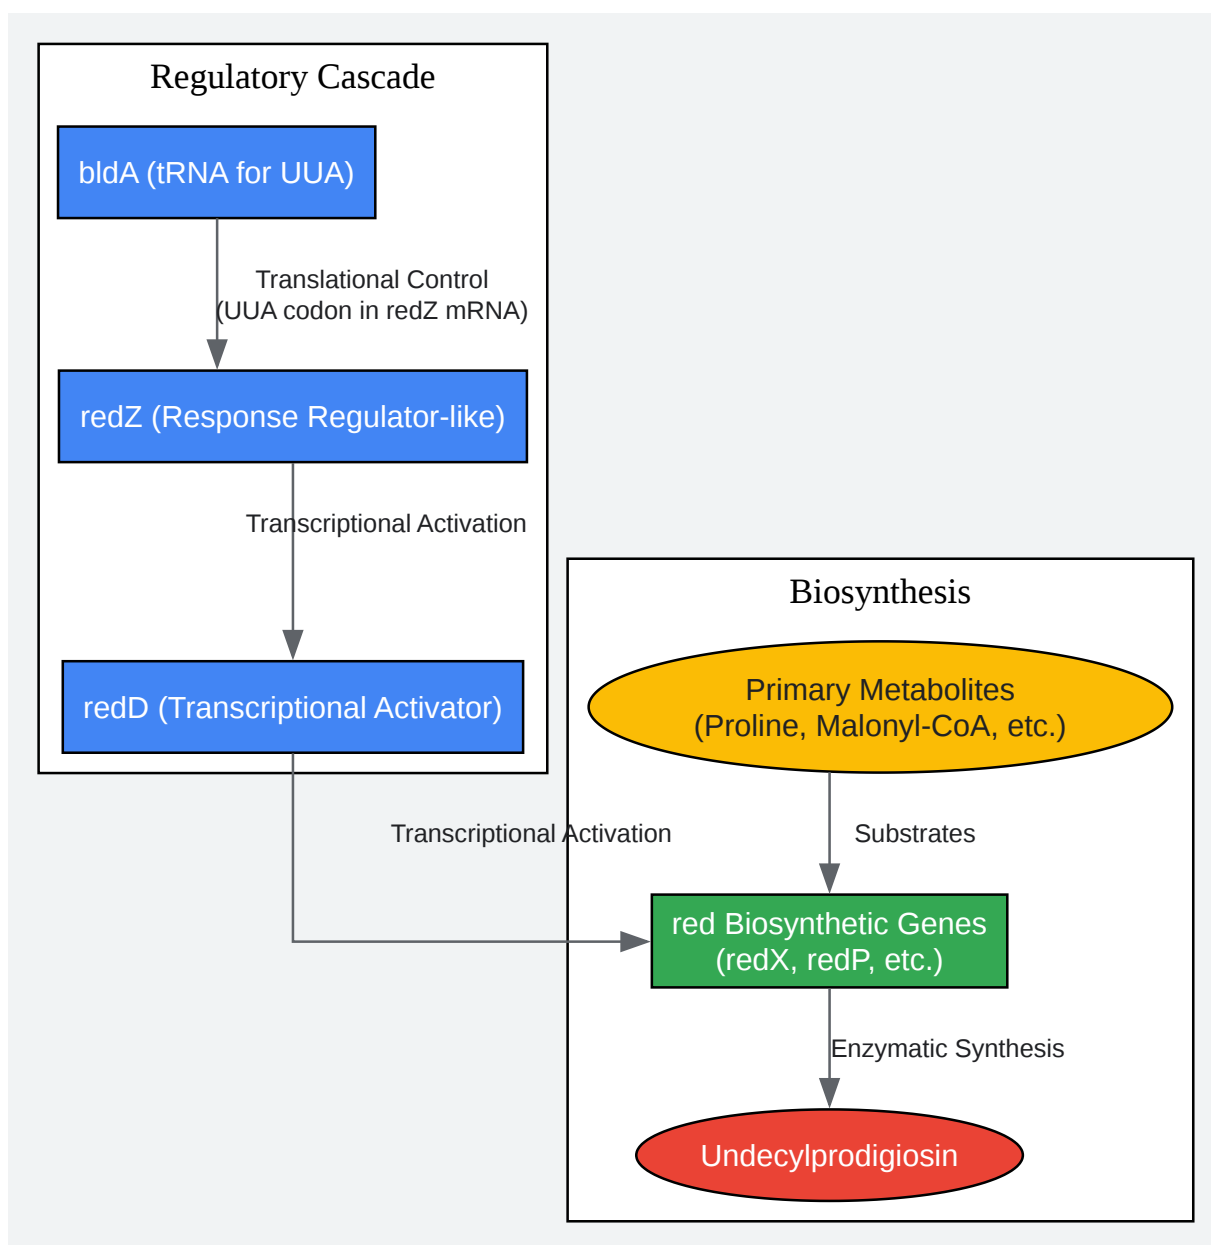 Regulatory Cascade
bldA (tRNA for UUA)
Translational Control
(UUA codon in redZ mRNA)
redZ (Response Regulator-like)
Transcriptional Activation
redD (Transcriptional Activator)
Transcriptional Activation
Biosynthesis
Primary Metabolites
(Proline, Malonyl-CoA, etc.)
Substrates
red Biosynthetic Genes
(redX, redP, etc.)
Enzymatic Synthesis
Undecylprodigiosin